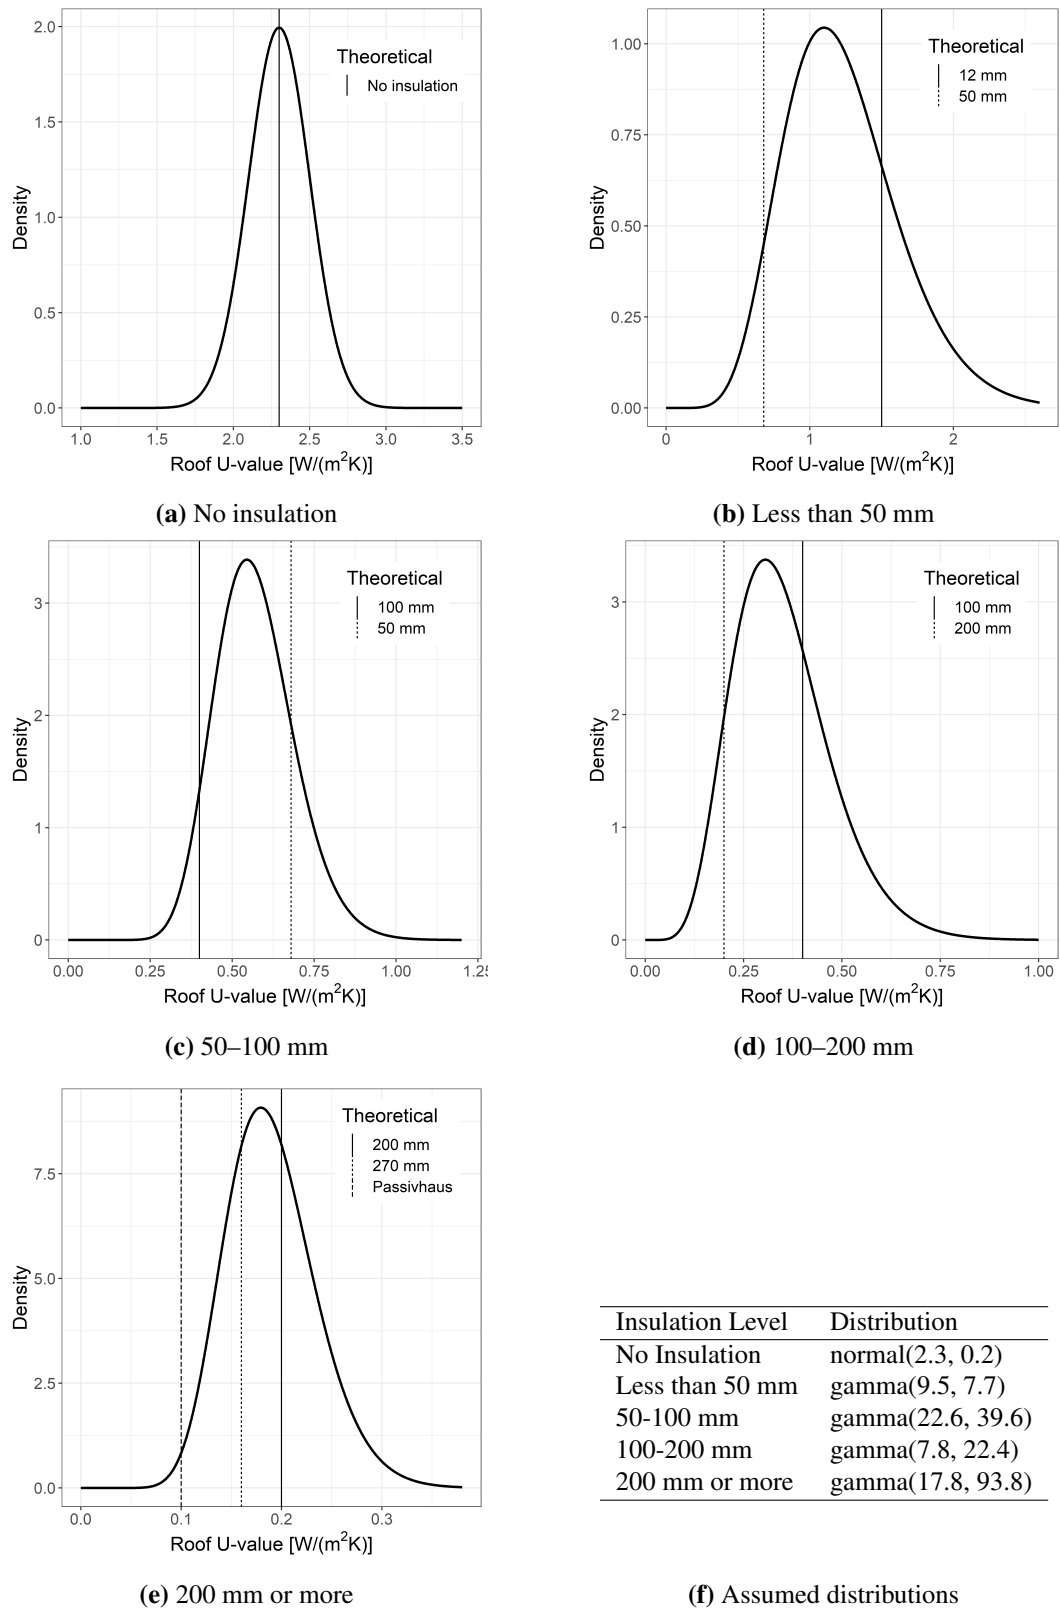 Theoretical
No insulation
Density
2.0
1.5
1.0
0.5
0.0
1.0 1.5 2.0 2.5 3.0 3.5
Roof U-value [W/(m²K)]
(a) No insulation
Theoretical
12 mm
50 mm
Density
1.00
0.75
0.50
0.25
0.00
0 1 2
Roof U-value [W/(m²K)]
(b) Less than 50 mm
Theoretical
100 mm
50 mm
Density
3
2
1
0
0.00 0.25 0.50 0.75 1.00
Roof U-value [W/(m²K)]
(c) 50–100 mm
Theoretical
100 mm
200 mm
Density
3
2
1
0
0.00 0.25 0.50 0.75 1.00
Roof U-value [W/(m²K)]
(d) 100–200 mm
Theoretical
200 mm
270 mm
Passivhaus
Density
7.5
5.0
2.5
0.0
0.0 0.1 0.2 0.3
Roof U-value [W/(m²K)]
(e) 200 mm or more
Insulation Level Distribution
No Insulation normal(2.3, 0.2)
Less than 50 mm gamma(9.5, 7.7)
50-100 mm gamma(22.6, 39.6)
100-200 mm gamma(7.8, 22.4)
200 mm or more gamma(17.8, 93.8)
(f) Assumed distributions